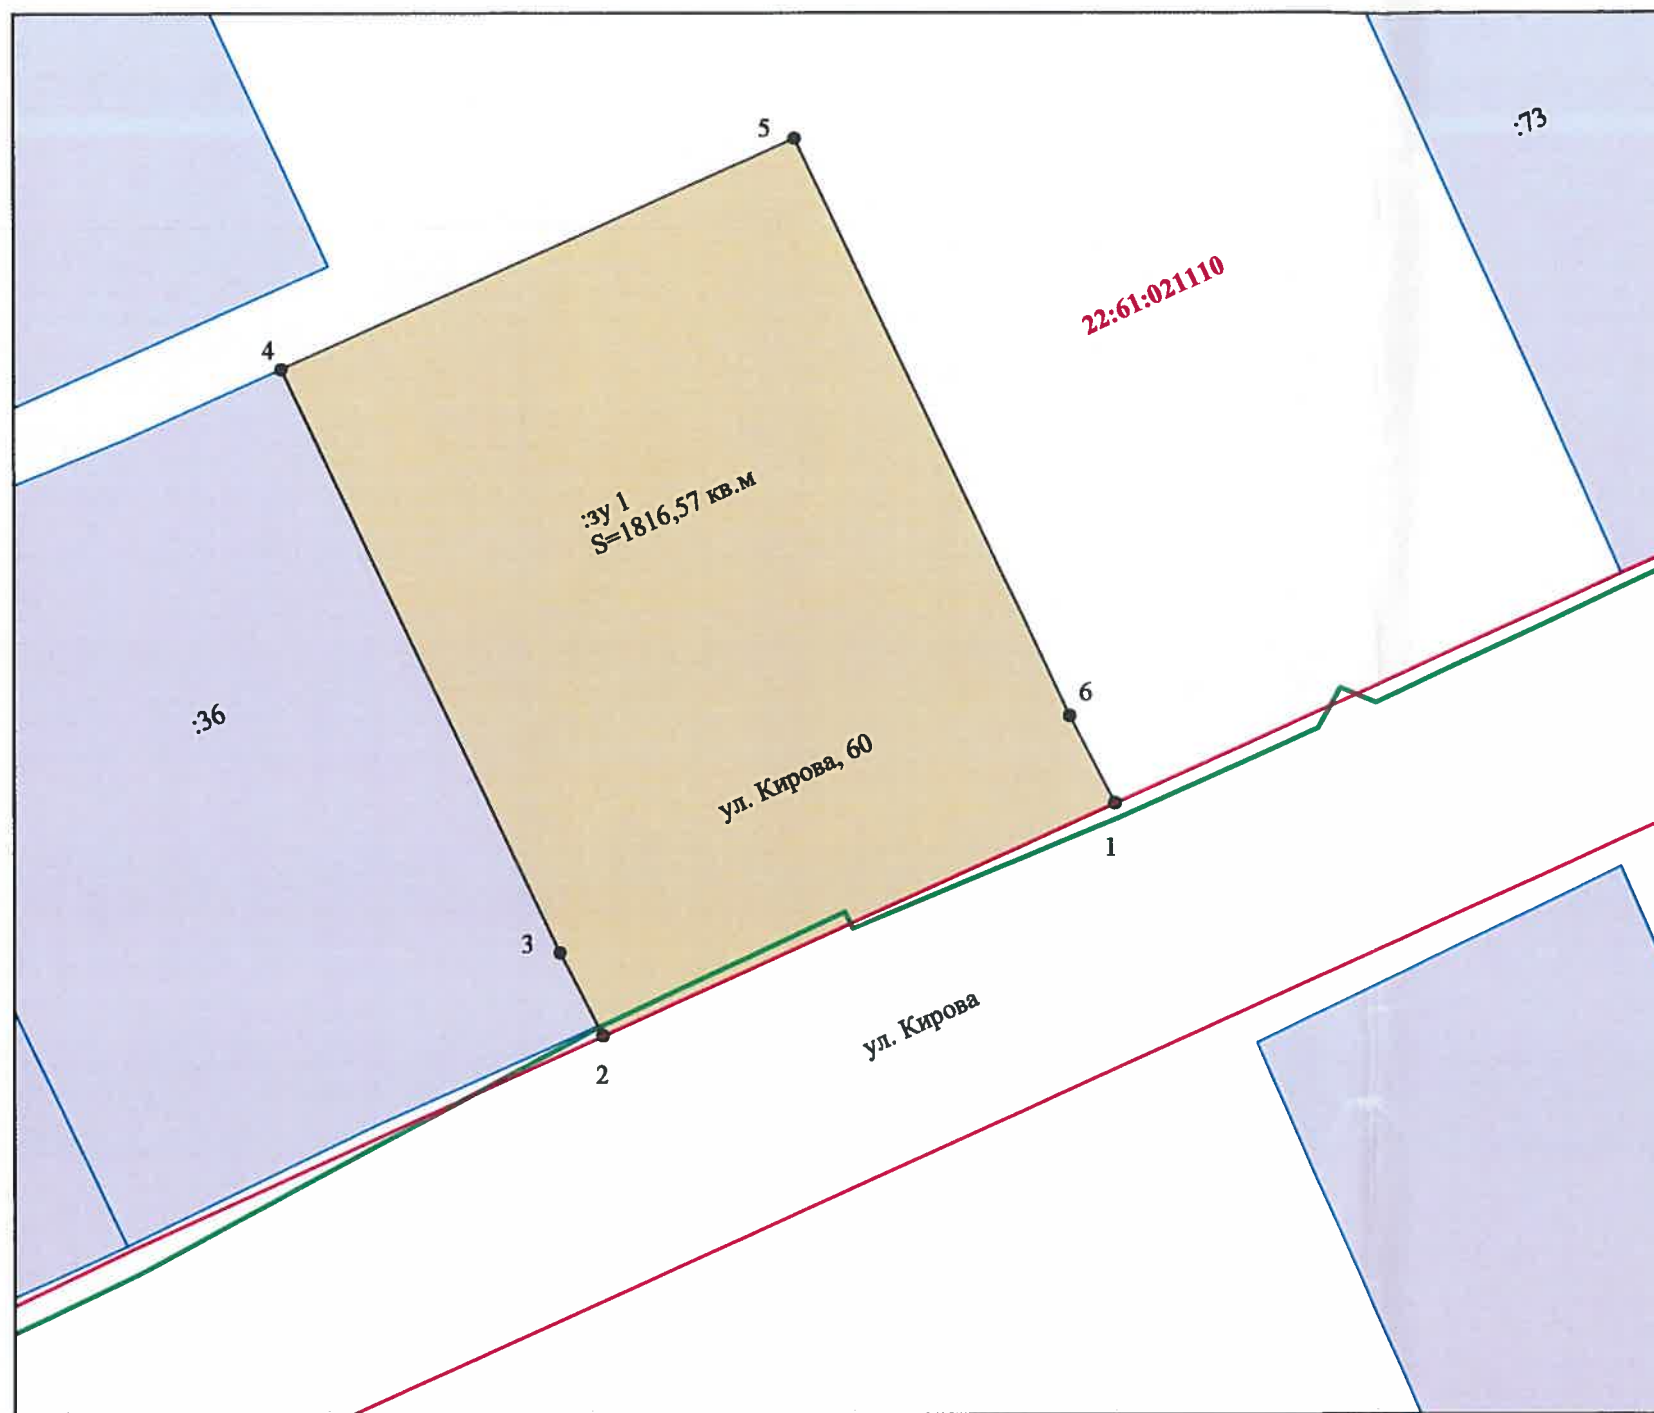 5
:73
22:61:021110
4
:зу 1
S=1816,57 кв.м
6
:36
ул. Кирова, 60
1
3
ул. Кирова
2